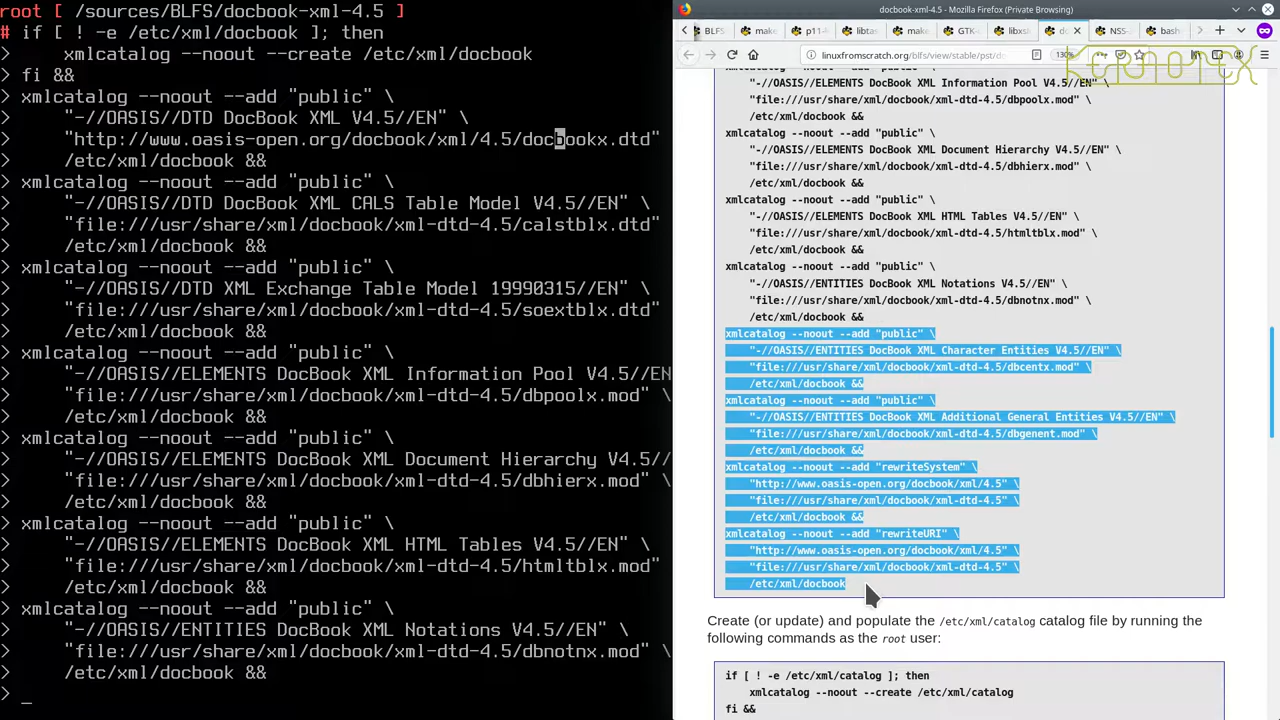 root [ /sources/BLFS/docbook-xml-4.5 ]
# if [ ! -e /etc/xml/docbook ]; then
      xmlcatalog --noout --create /etc/xml/docbook
> fi &&
> xmlcatalog --noout --add "public" \
>     "-//OASIS//DTD DocBook XML V4.5//EN" \
>     "http://www.oasis-open.org/docbook/xml/4.5/docbookx.dtd"
>     /etc/xml/docbook &&
> xmlcatalog --noout --add "public" \
>     "-//OASIS//DTD DocBook XML CALS Table Model V4.5//EN" \
>     "file:///usr/share/xml/docbook/xml-dtd-4.5/calstblx.dtd"
>     /etc/xml/docbook &&
> xmlcatalog --noout --add "public" \
>     "-//OASIS//DTD XML Exchange Table Model 19990315//EN" \
>     "file:///usr/share/xml/docbook/xml-dtd-4.5/soextblx.dtd"
>     /etc/xml/docbook &&
> xmlcatalog --noout --add "public" \
>     "-//OASIS//ELEMENTS DocBook XML Information Pool V4.5//EN
>     "file:///usr/share/xml/docbook/xml-dtd-4.5/dbpoolx.mod" \
>     /etc/xml/docbook &&
> xmlcatalog --noout --add "public" \
>     "-//OASIS//ELEMENTS DocBook XML Document Hierarchy V4.5//
>     "file:///usr/share/xml/docbook/xml-dtd-4.5/dbhierx.mod" \
>     /etc/xml/docbook &&
> xmlcatalog --noout --add "public" \
>     "-//OASIS//ELEMENTS DocBook XML HTML Tables V4.5//EN" \
>     "file:///usr/share/xml/docbook/xml-dtd-4.5/htmltblx.mod"
>     /etc/xml/docbook &&
> xmlcatalog --noout --add "public" \
>     "-//OASIS//ENTITIES DocBook XML Notations V4.5//EN" \
>     "file:///usr/share/xml/docbook/xml-dtd-4.5/dbnotnx.mod" \
>     /etc/xml/docbook &&
> _
docbook-xml-4.5 - Mozilla Firefox (Private Browsing)
BLFS make p11-k libtas make GTK- libxs do NSS- bash
linuxfromscratch.org/blfs/view/stable/pst/do 130%
KERNOTEX
"-//OASIS//ELEMENTS DocBook XML Information Pool V4.5//EN" \
"file:///usr/share/xml/docbook/xml-dtd-4.5/dbpoolx.mod" \
/etc/xml/docbook &&
xmlcatalog --noout --add "public" \
"-//OASIS//ELEMENTS DocBook XML Document Hierarchy V4.5//EN" \
"file:///usr/share/xml/docbook/xml-dtd-4.5/dbhierx.mod" \
/etc/xml/docbook &&
xmlcatalog --noout --add "public" \
"-//OASIS//ELEMENTS DocBook XML HTML Tables V4.5//EN" \
"file:///usr/share/xml/docbook/xml-dtd-4.5/htmltblx.mod" \
/etc/xml/docbook &&
xmlcatalog --noout --add "public" \
"-//OASIS//ENTITIES DocBook XML Notations V4.5//EN" \
"file:///usr/share/xml/docbook/xml-dtd-4.5/dbnotnx.mod" \
/etc/xml/docbook &&
xmlcatalog --noout --add "public" \
"-//OASIS//ENTITIES DocBook XML Character Entities V4.5//EN" \
"file:///usr/share/xml/docbook/xml-dtd-4.5/dbcentx.mod" \
/etc/xml/docbook &&
xmlcatalog --noout --add "public" \
"-//OASIS//ENTITIES DocBook XML Additional General Entities V4.5//EN" \
"file:///usr/share/xml/docbook/xml-dtd-4.5/dbgenent.mod" \
/etc/xml/docbook &&
xmlcatalog --noout --add "rewriteSystem" \
"http://www.oasis-open.org/docbook/xml/4.5" \
"file:///usr/share/xml/docbook/xml-dtd-4.5" \
/etc/xml/docbook &&
xmlcatalog --noout --add "rewriteURI" \
"http://www.oasis-open.org/docbook/xml/4.5" \
"file:///usr/share/xml/docbook/xml-dtd-4.5" \
/etc/xml/docbook
Create (or update) and populate the /etc/xml/catalog catalog file by running the
following commands as the root user:
if [ ! -e /etc/xml/catalog ]; then
xmlcatalog --noout --create /etc/xml/catalog
fi &&